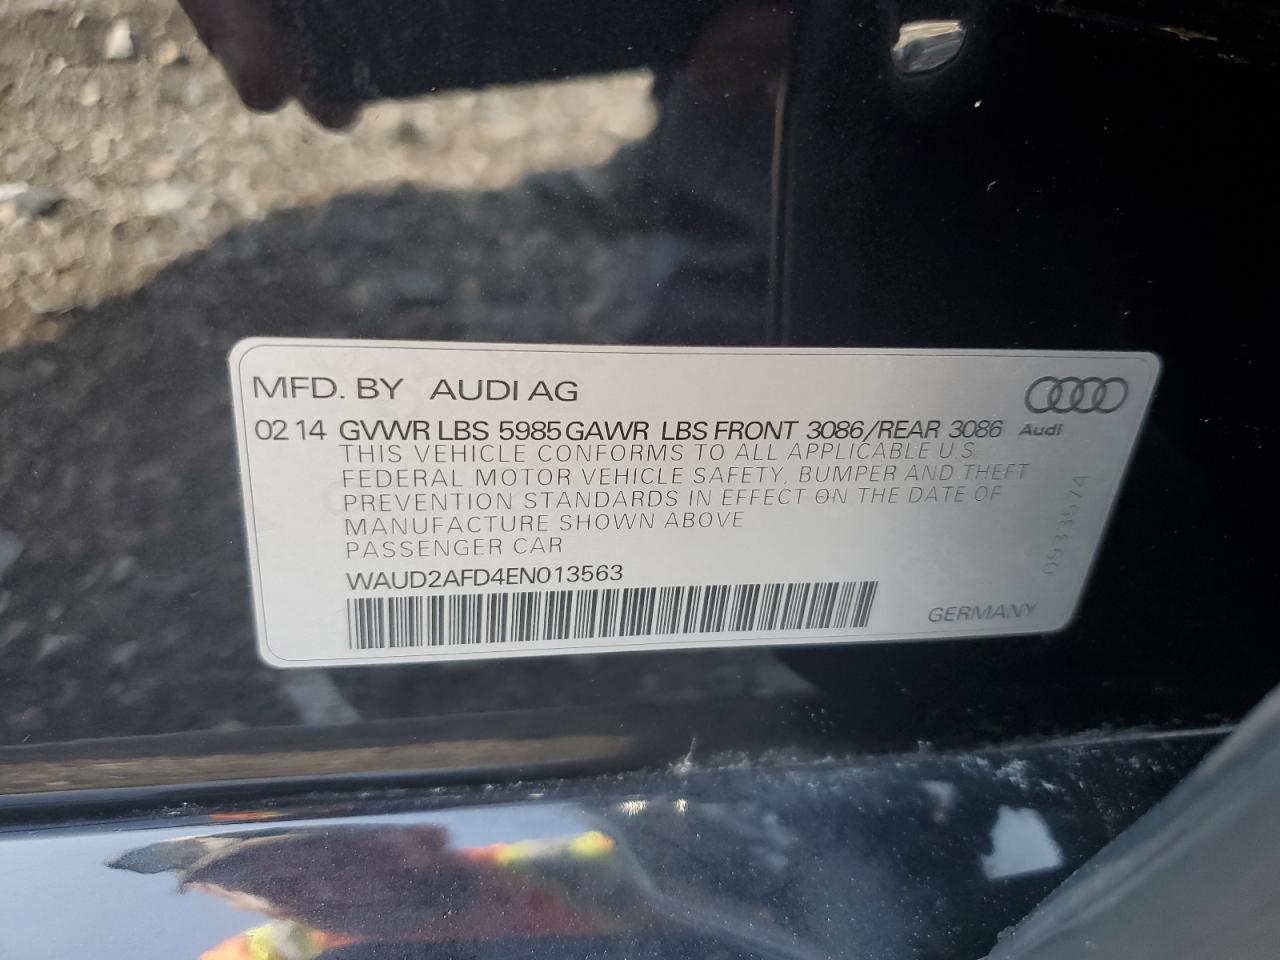 MFD. BY AUDI AG
02 14 GVWR LBS 5985 GAWR LBS FRONT 3086/REAR 3086 Audi
THIS VEHICLE CONFORMS TO ALL APPLICABLE U.S.
FEDERAL MOTOR VEHICLE SAFETY, BUMPER AND THEFT
PREVENTION STANDARDS IN EFFECT ON THE DATE OF
MANUFACTURE SHOWN ABOVE
PASSENGER CAR
WAUD2AFD4EN013563
GERMANY
0933574